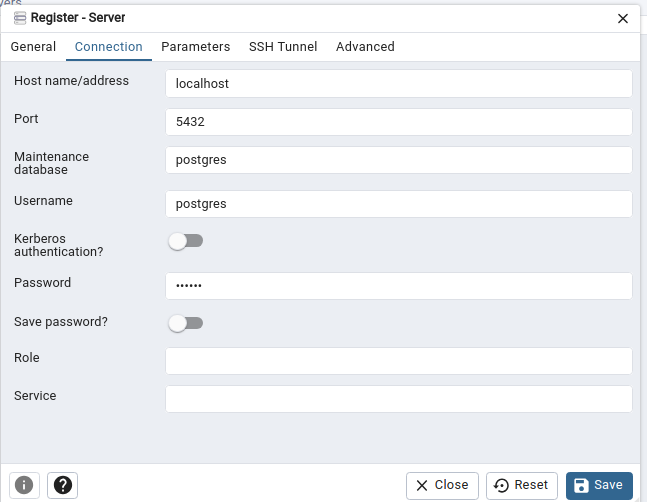 Register - Server
General Connection Parameters SSH Tunnel Advanced
Host name/address localhost
Port 5432
Maintenance
database
postgres
Username postgres
Kerberos
authentication?
Password ••••••
Save password?
Role
Service
Close Reset Save